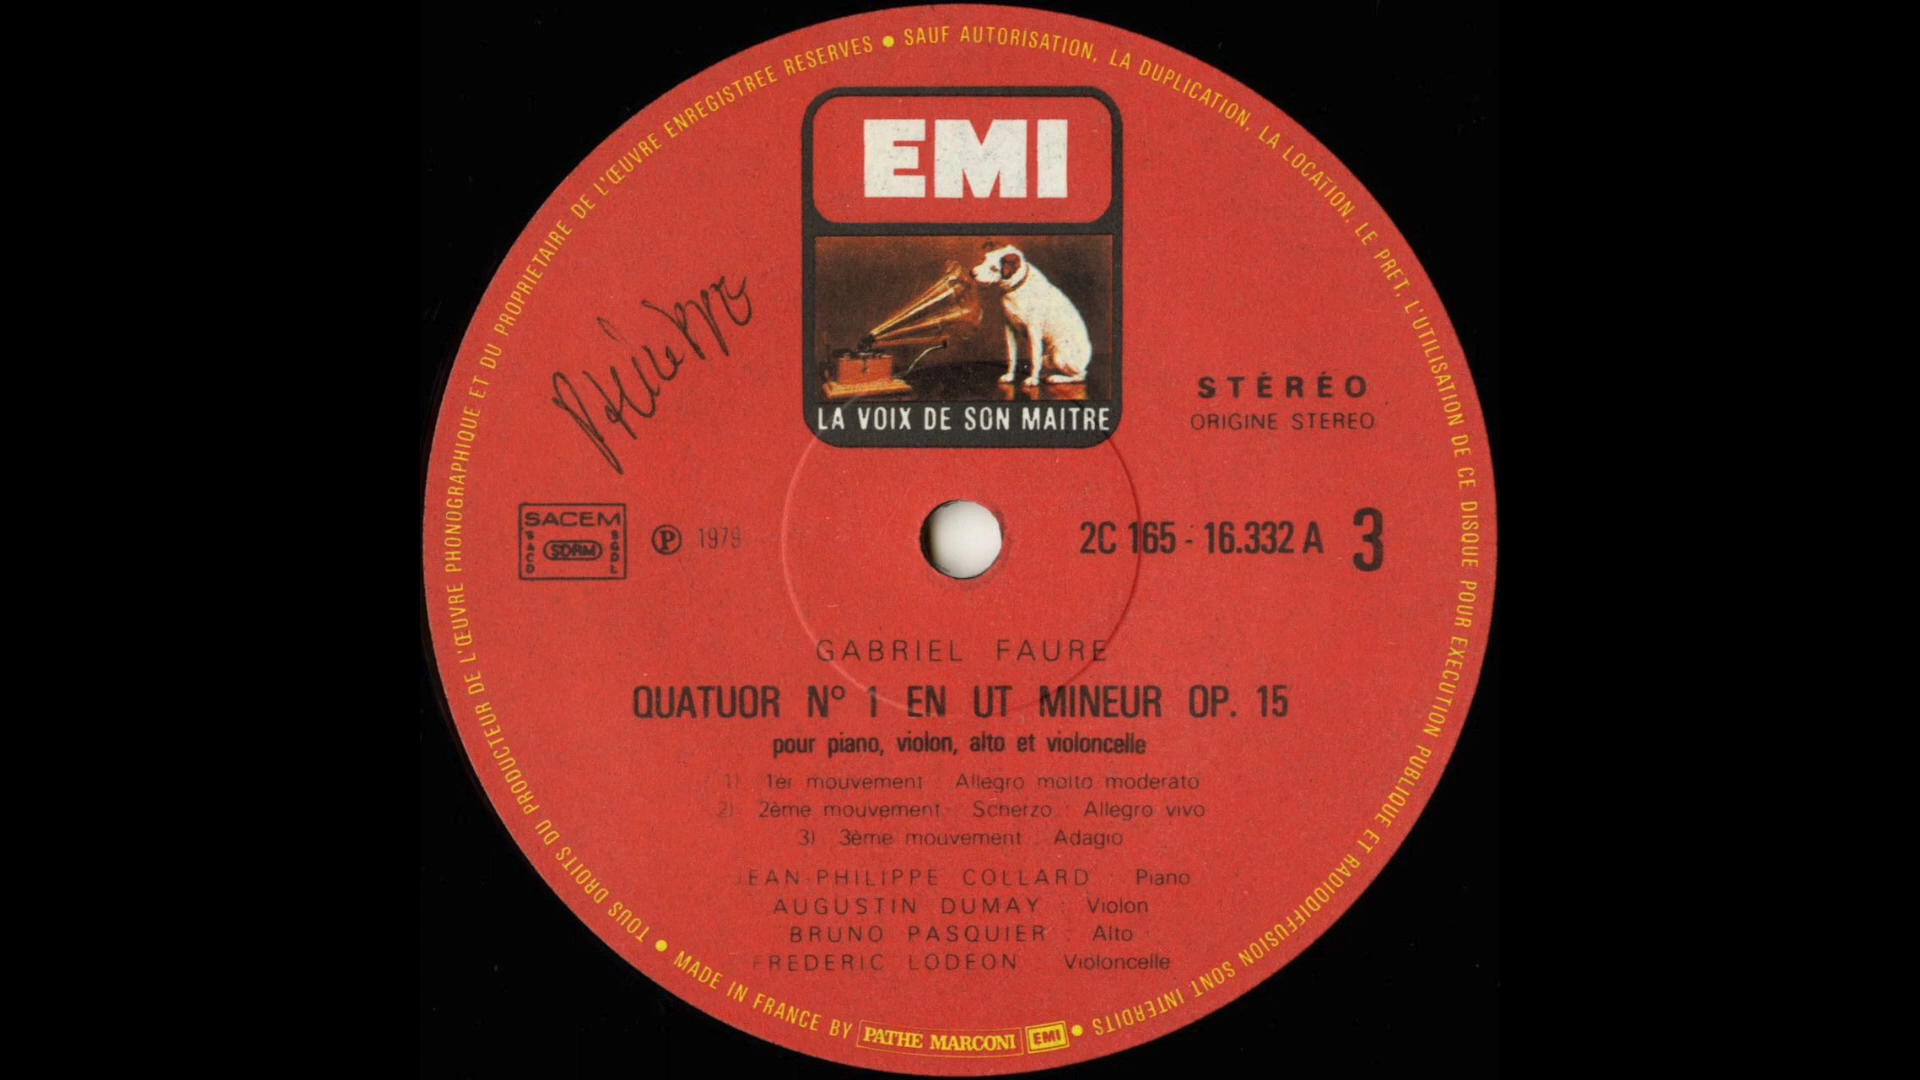 TOUS DROITS DU PRODUCTEUR DE L'ŒUVRE PHONOGRAPHIQUE ET DU PROPRIETAIRE DE L'ŒUVRE ENREGISTREE RESERVES • SAUF AUTORISATION, LA DUPLICATION, LA LOCATION, LE PRET, L'UTILISATION DE CE DISQUE POUR EXECUTION PUBLIQUE ET RADIODIFFUSION SONT INTERDITS •
EMI
LA VOIX DE SON MAITRE
STÉRÉO
ORIGINE STEREO
SACEM
SACD
SDRM
SGDL
Ⓟ 1979
2C 165 - 16.332 A 3
GABRIEL FAURE
QUATUOR N° 1 EN UT MINEUR OP. 15
pour piano, violon, alto et violoncelle
1) 1er mouvement : Allegro molto moderato
2) 2ème mouvement : Scherzo : Allegro vivo
3) 3ème mouvement : Adagio
JEAN-PHILIPPE COLLARD : Piano
AUGUSTIN DUMAY : Violon
BRUNO PASQUIER : Alto
FREDERIC LODEON : Violoncelle
MADE IN FRANCE BY PATHE MARCONI EMI